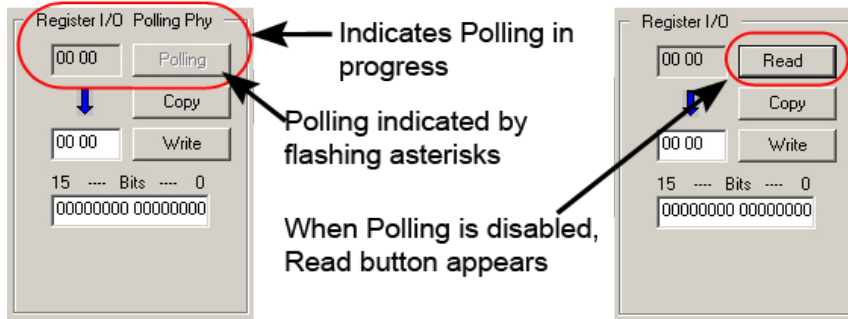 Register I/O Polling Phy
00 00 Polling
Copy
00 00 Write
15 ---- Bits ---- 0
00000000 00000000
Indicates Polling in
progress
Polling indicated by
flashing asterisks
When Polling is disabled,
Read button appears
Register I/O
00 00 Read
Copy
00 00 Write
15 ---- Bits ---- 0
00000000 00000000